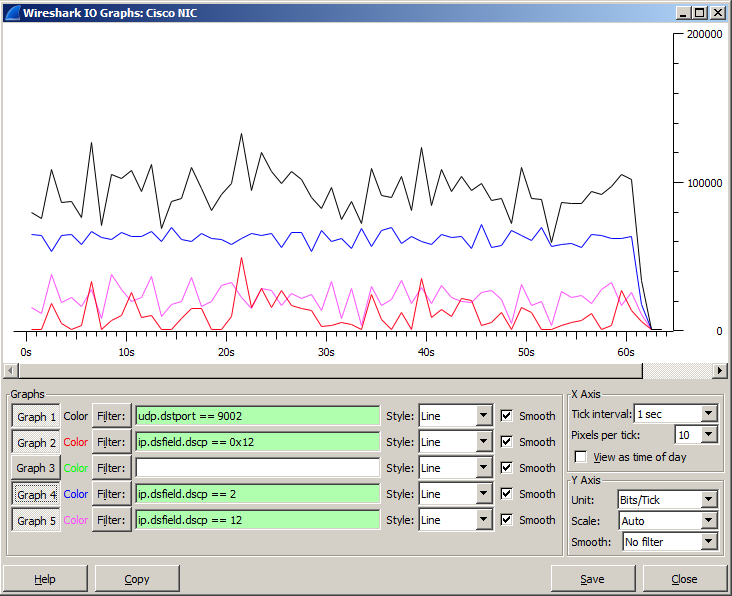 Wireshark IO Graphs: Cisco NIC
200000
100000
0
0s 10s 20s 30s 40s 50s 60s
Graphs
Graph 1 Color Filter: udp.dstport == 9002 Style: Line Smooth
Graph 2 Color Filter: ip.dsfield.dscp == 0x12 Style: Line Smooth
Graph 3 Color Filter: Style: Line Smooth
Graph 4 Color Filter: ip.dsfield.dscp == 2 Style: Line Smooth
Graph 5 Color Filter: ip.dsfield.dscp == 12 Style: Line Smooth
X Axis
Tick interval: 1 sec
Pixels per tick: 10
View as time of day
Y Axis
Unit: Bits/Tick
Scale: Auto
Smooth: No filter
Help Copy Save Close